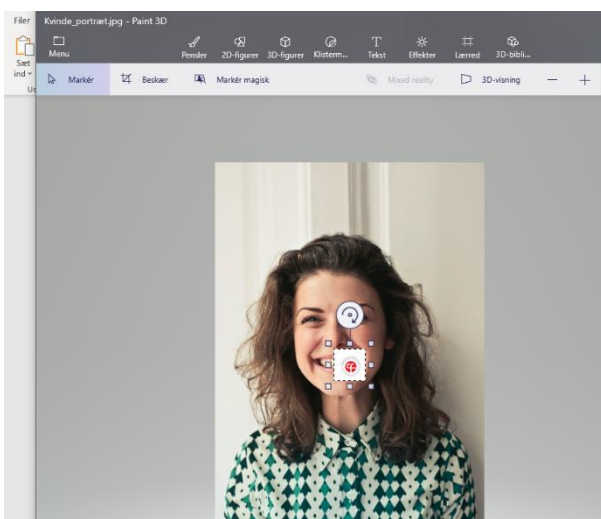 Filer
Kvinde_portræt.jpg - Paint 3D
Menu
Pensler
2D-figurer
3D-figurer
Klisterm...
Tekst
Effekter
Lærred
3D-bibli...
Sæt
ind
Markér
Beskær
Markér magisk
Mixed reality
3D-visning